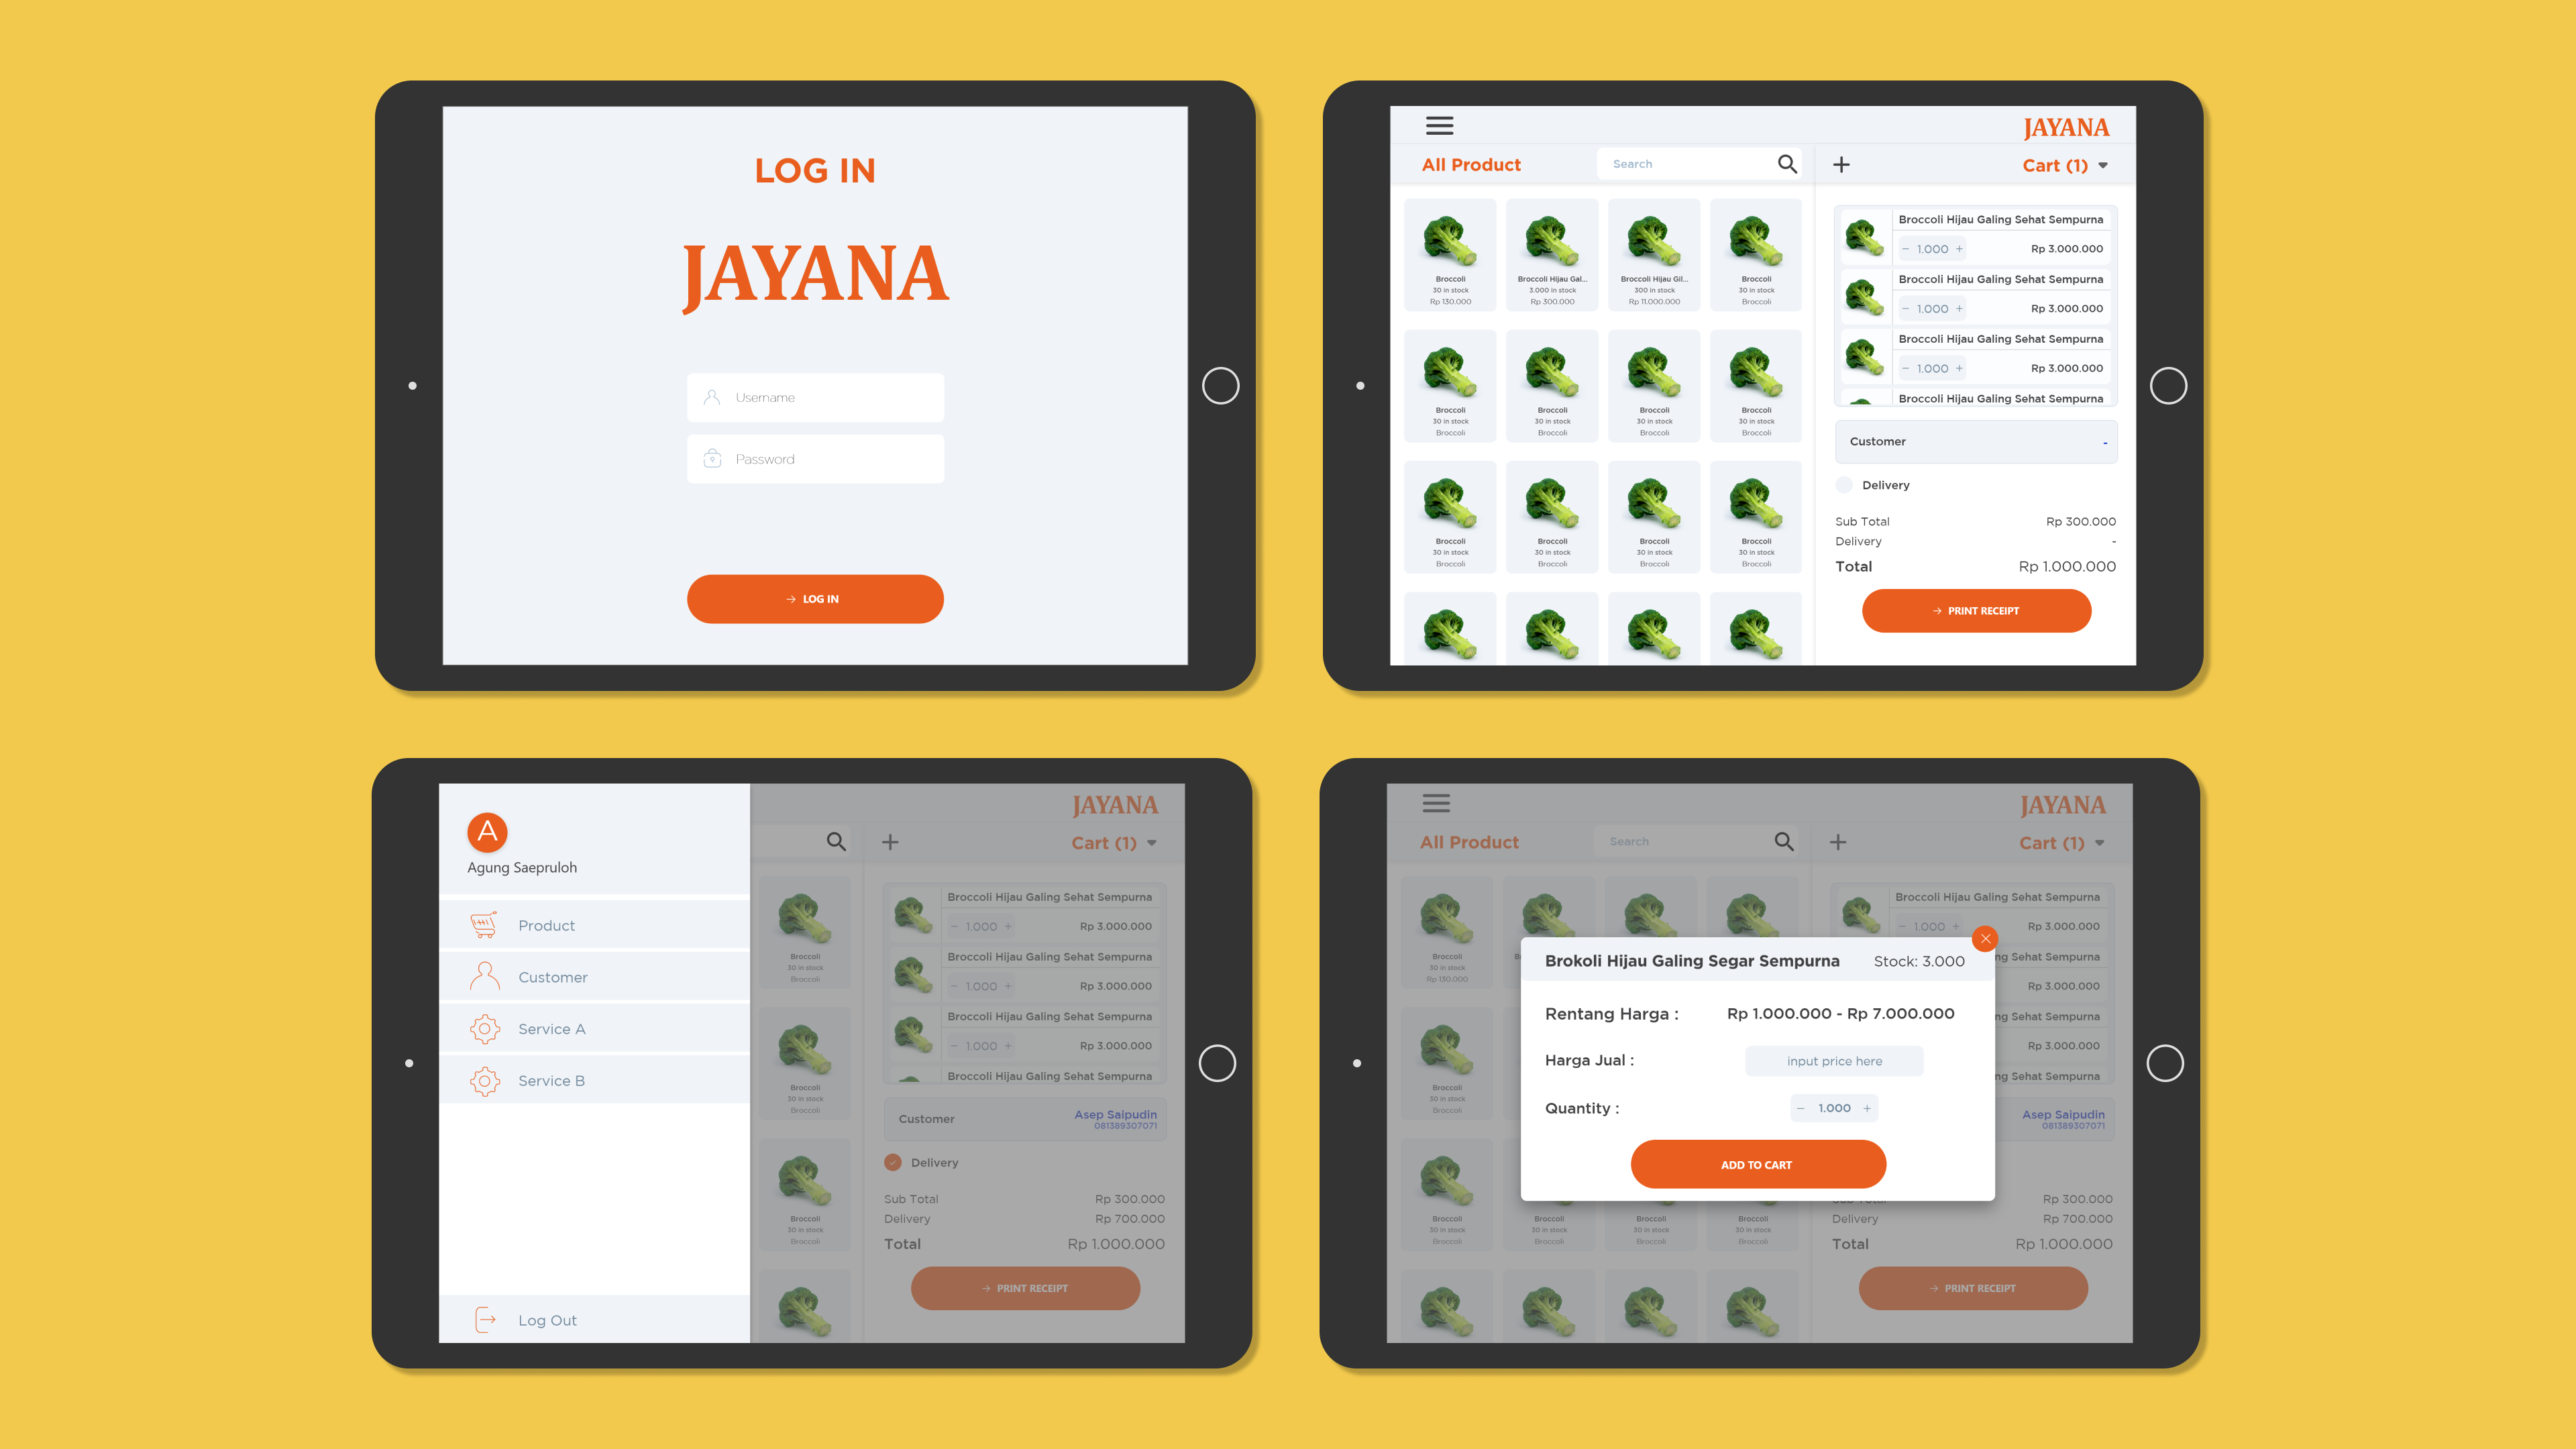 LOG IN
JAYANA
Username
Password
→ LOG IN
JAYANA
All Product
Search
+
Cart (1)
Broccoli
30 in stock
Rp 130.000
Broccoli Hijau Gal...
3.000 in stock
Rp 300.000
Broccoli Hijau Gil...
300 in stock
Rp 11.000.000
Broccoli
30 in stock
Broccoli
Broccoli
30 in stock
Broccoli
Broccoli
30 in stock
Broccoli
Broccoli
30 in stock
Broccoli
Broccoli
30 in stock
Broccoli
Broccoli
30 in stock
Broccoli
Broccoli
30 in stock
Broccoli
Broccoli
30 in stock
Broccoli
Broccoli
30 in stock
Broccoli
Broccoli Hijau Galing Sehat Sempurna
− 1.000 + Rp 3.000.000
Broccoli Hijau Galing Sehat Sempurna
− 1.000 + Rp 3.000.000
Broccoli Hijau Galing Sehat Sempurna
− 1.000 + Rp 3.000.000
Broccoli Hijau Galing Sehat Sempurna
Customer -
Delivery
Sub Total Rp 300.000
Delivery -
Total Rp 1.000.000
→ PRINT RECEIPT
A
Agung Saepruloh
Product
Customer
Service A
Service B
Log Out
JAYANA
+
Cart (1)
Broccoli
30 in stock
Broccoli
Broccoli
30 in stock
Broccoli
Broccoli
30 in stock
Broccoli
Broccoli Hijau Galing Sehat Sempurna
− 1.000 + Rp 3.000.000
Broccoli Hijau Galing Sehat Sempurna
− 1.000 + Rp 3.000.000
Broccoli Hijau Galing Sehat Sempurna
− 1.000 + Rp 3.000.000
Broccoli Hijau Galing Sehat Sempurna
Customer Asep Saipudin
081389307071
Delivery
Sub Total Rp 300.000
Delivery Rp 700.000
Total Rp 1.000.000
→ PRINT RECEIPT
JAYANA
All Product
Search
+
Cart (1)
Broccoli
30 in stock
Rp 130.000
Broccoli
30 in stock
Broccoli
Broccoli
30 in stock
Broccoli
Broccoli
30 in stock
Broccoli
Broccoli
30 in stock
Broccoli
Broccoli
30 in stock
Broccoli
Brokoli Hijau Galing Segar Sempurna Stock: 3.000
Rentang Harga : Rp 1.000.000 - Rp 7.000.000
Harga Jual : input price here
Quantity : − 1.000 +
ADD TO CART
Broccoli Hijau Galing Sehat Sempurna
− 1.000 + Rp 3.000.000
ng Sehat Sempurna
Rp 3.000.000
ng Sehat Sempurna
Rp 3.000.000
ng Sehat Sempurna
Asep Saipudin
081389307071
Sub Total Rp 300.000
Delivery Rp 700.000
Total Rp 1.000.000
→ PRINT RECEIPT